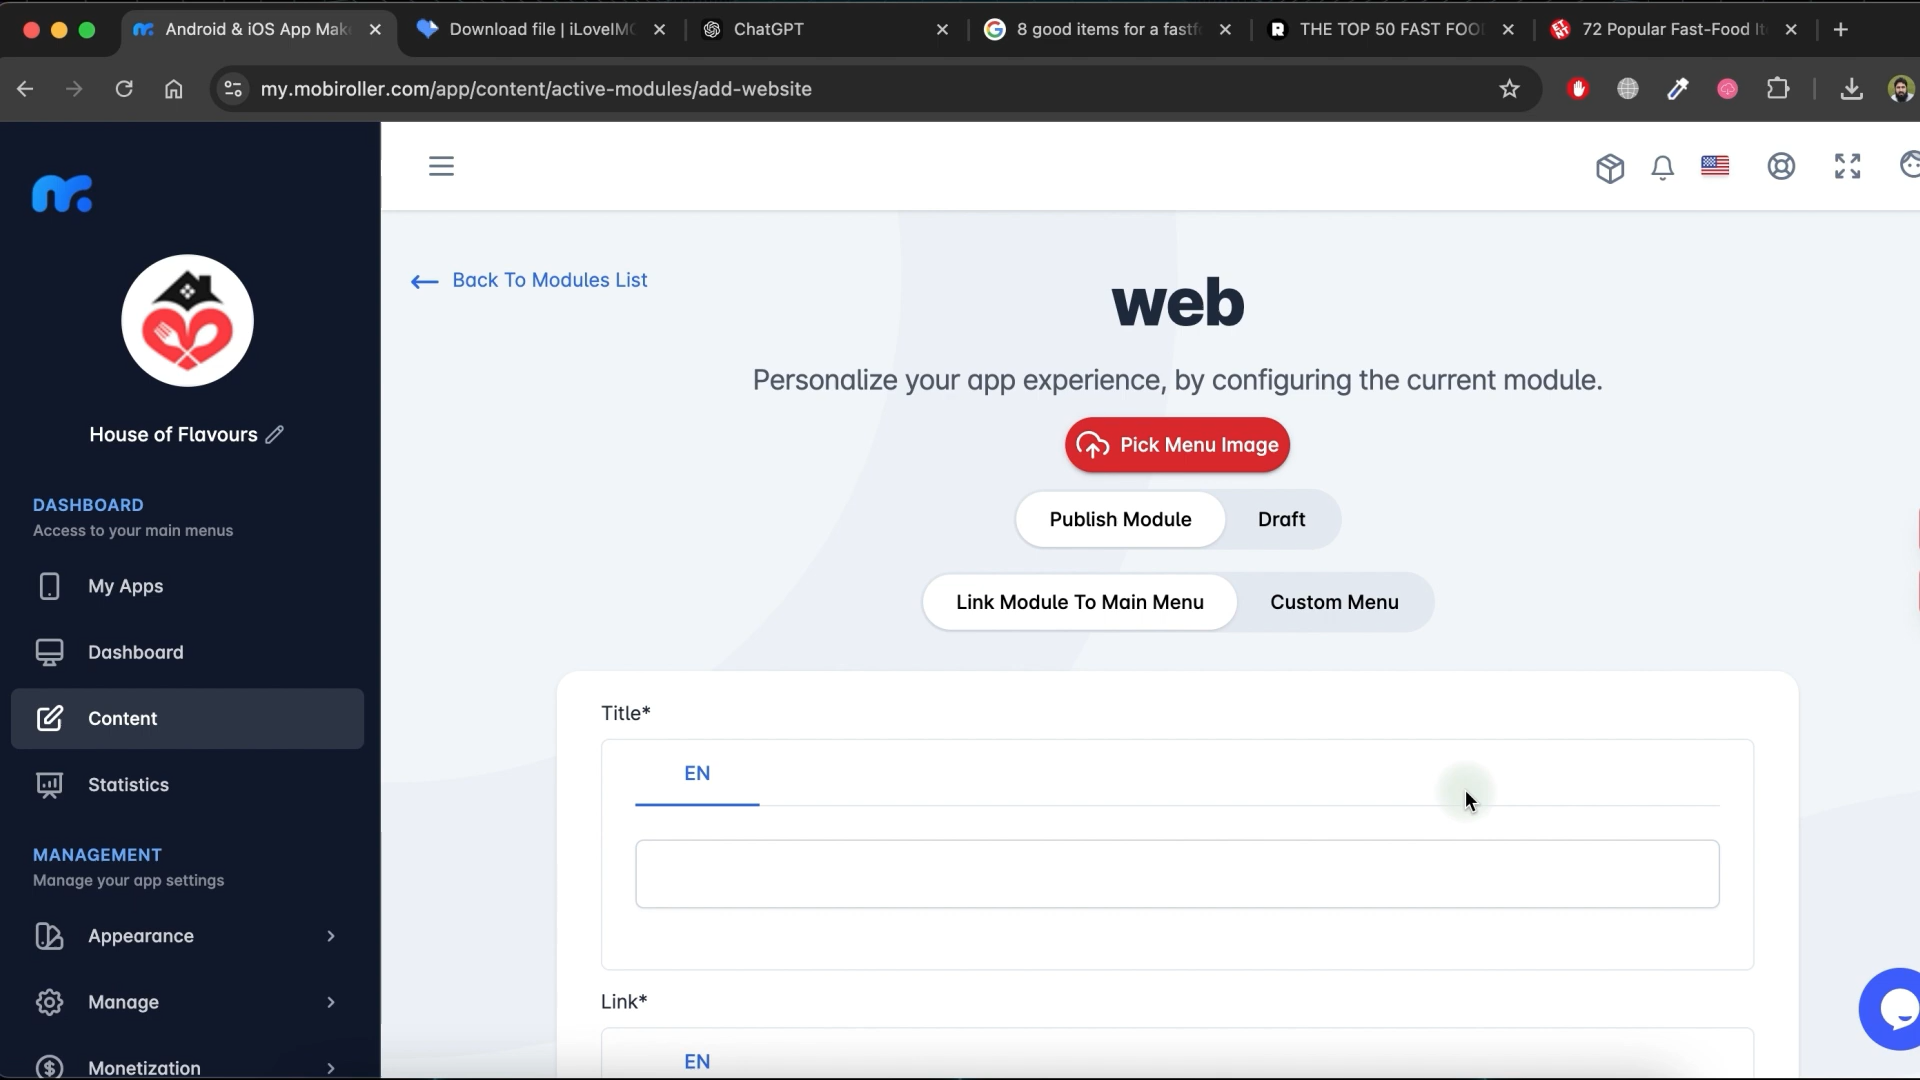 Android & iOS App Mak
Download file | iLoveIM
ChatGPT
8 good items for a fastf
THE TOP 50 FAST FOO
72 Popular Fast-Food It
my.mobiroller.com/app/content/active-modules/add-website
House of Flavours
DASHBOARD
Access to your main menus
My Apps
Dashboard
Content
Statistics
MANAGEMENT
Manage your app settings
Appearance
Manage
Monetization
Back To Modules List
web
Personalize your app experience, by configuring the current module.
Pick Menu Image
Publish Module
Draft
Link Module To Main Menu
Custom Menu
Title*
EN
Link*
EN